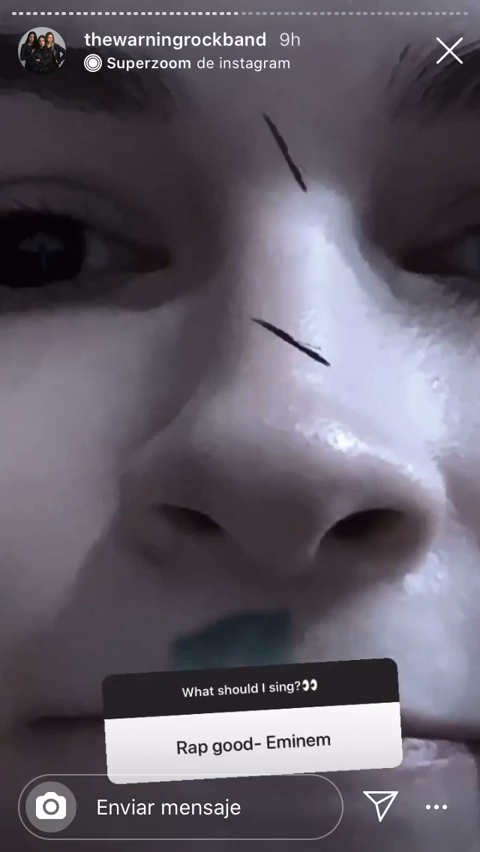 thewarningrockband 9h
Superzoom de instagram
What should I sing?👀
Rap good- Eminem
Enviar mensaje